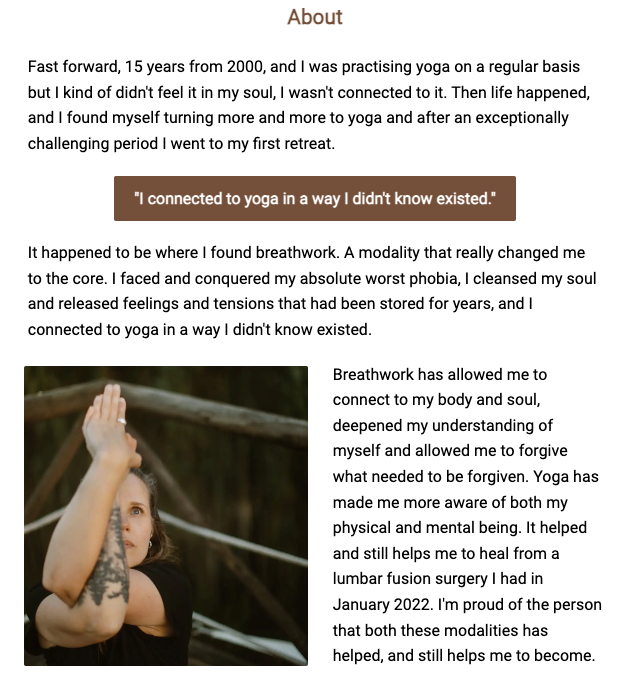 About
Fast forward, 15 years from 2000, and I was practising yoga on a regular basis
but I kind of didn't feel it in my soul, I wasn't connected to it. Then life happened,
and I found myself turning more and more to yoga and after an exceptionally
challenging period I went to my first retreat.
"I connected to yoga in a way I didn't know existed."
It happened to be where I found breathwork. A modality that really changed me
to the core. I faced and conquered my absolute worst phobia, I cleansed my soul
and released feelings and tensions that had been stored for years, and I
connected to yoga in a way I didn't know existed.
Breathwork has allowed me to
connect to my body and soul,
deepened my understanding of
myself and allowed me to forgive
what needed to be forgiven. Yoga has
made me more aware of both my
physical and mental being. It helped
and still helps me to heal from a
lumbar fusion surgery I had in
January 2022. I'm proud of the person
that both these modalities has
helped, and still helps me to become.